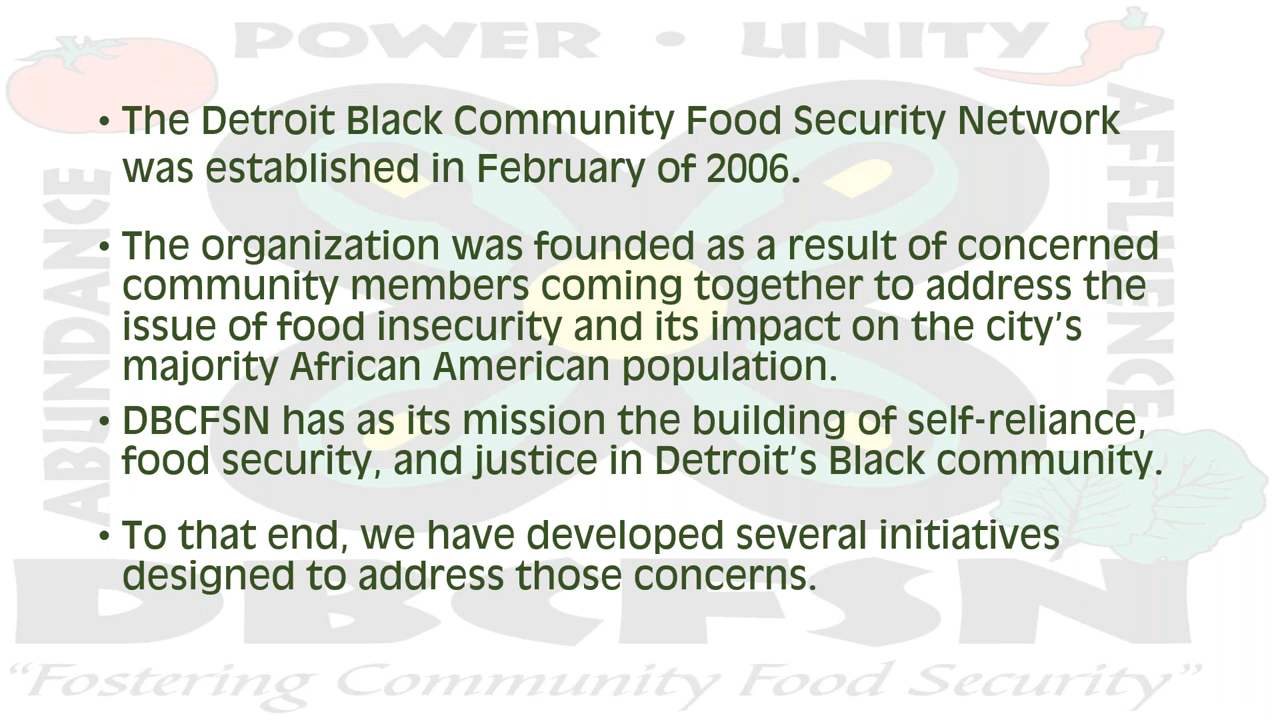 POWER • UNITY
ABUNDANCE
AFFLUENCE
• The Detroit Black Community Food Security Network
was established in February of 2006.
• The organization was founded as a result of concerned
community members coming together to address the
issue of food insecurity and its impact on the city’s
majority African American population.
• DBCFSN has as its mission the building of self-reliance,
food security, and justice in Detroit’s Black community.
• To that end, we have developed several initiatives
designed to address those concerns.
DBCFSN
“Fostering Community Food Security”